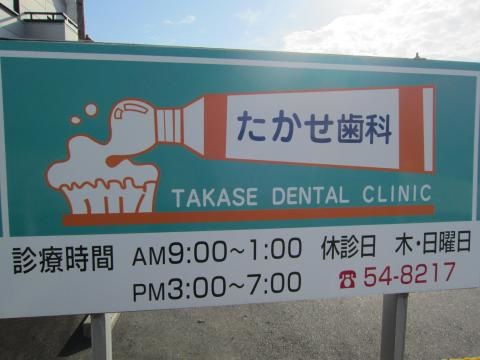 たかせ歯科
TAKASE DENTAL CLINIC
診療時間 AM9:00～1:00 休診日 木・日曜日
PM3:00～7:00 ☎54-8217